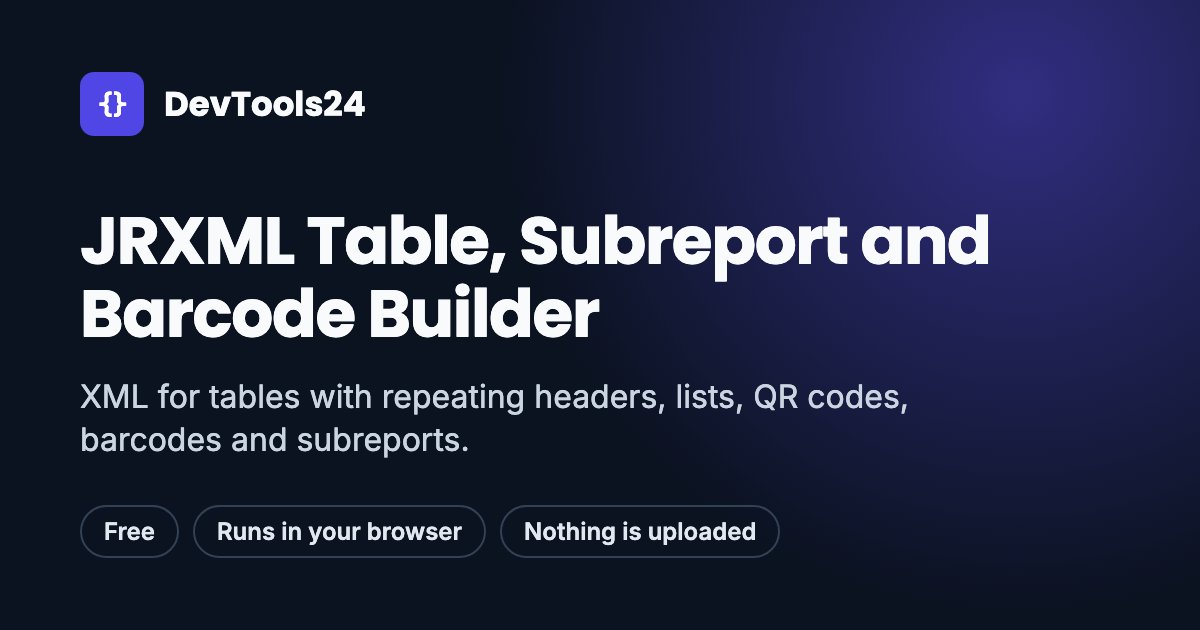 {}
DevTools24
JRXML Table, Subreport and
Barcode Builder
XML for tables with repeating headers, lists, QR codes,
barcodes and subreports.
Free
Runs in your browser
Nothing is uploaded